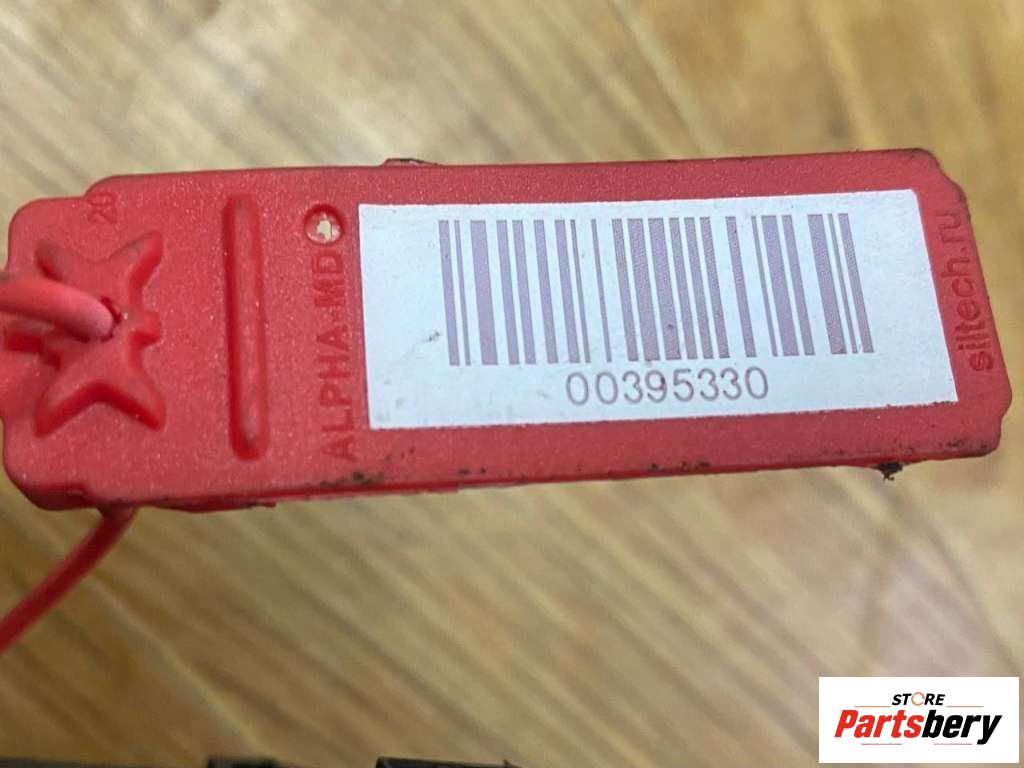 20
ALPHA-MD
00395330
siltech.ru
STORE
Partsbery